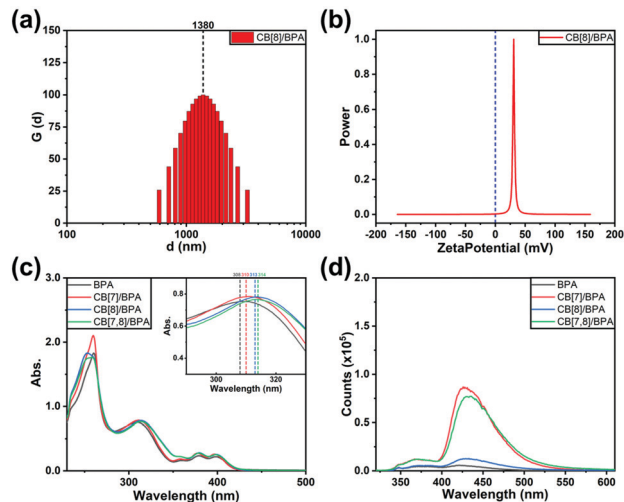 (a)
1380
CB[8]/BPA
150
125
100
75
50
25
0
G (d)
100
1000
10000
d (nm)
(b)
CB[8]/BPA
1.0
0.8
0.6
0.4
0.2
0.0
Power
-200 -150 -100 -50 0 50 100 150 200
ZetaPotential (mV)
(c)
BPA
CB[7]/BPA
CB[8]/BPA
CB[7,8]/BPA
3.0
2.0
1.0
0.0
Abs.
300 400 500
Wavelength (nm)
308 310 313 314
0.8
0.6
0.4
Abs.
300 320
Wavelength (nm)
(d)
BPA
CB[7]/BPA
CB[8]/BPA
CB[7,8]/BPA
2.0
1.5
1.0
0.5
0.0
Counts (x10⁵)
350 400 450 500 550 600
Wavelength (nm)